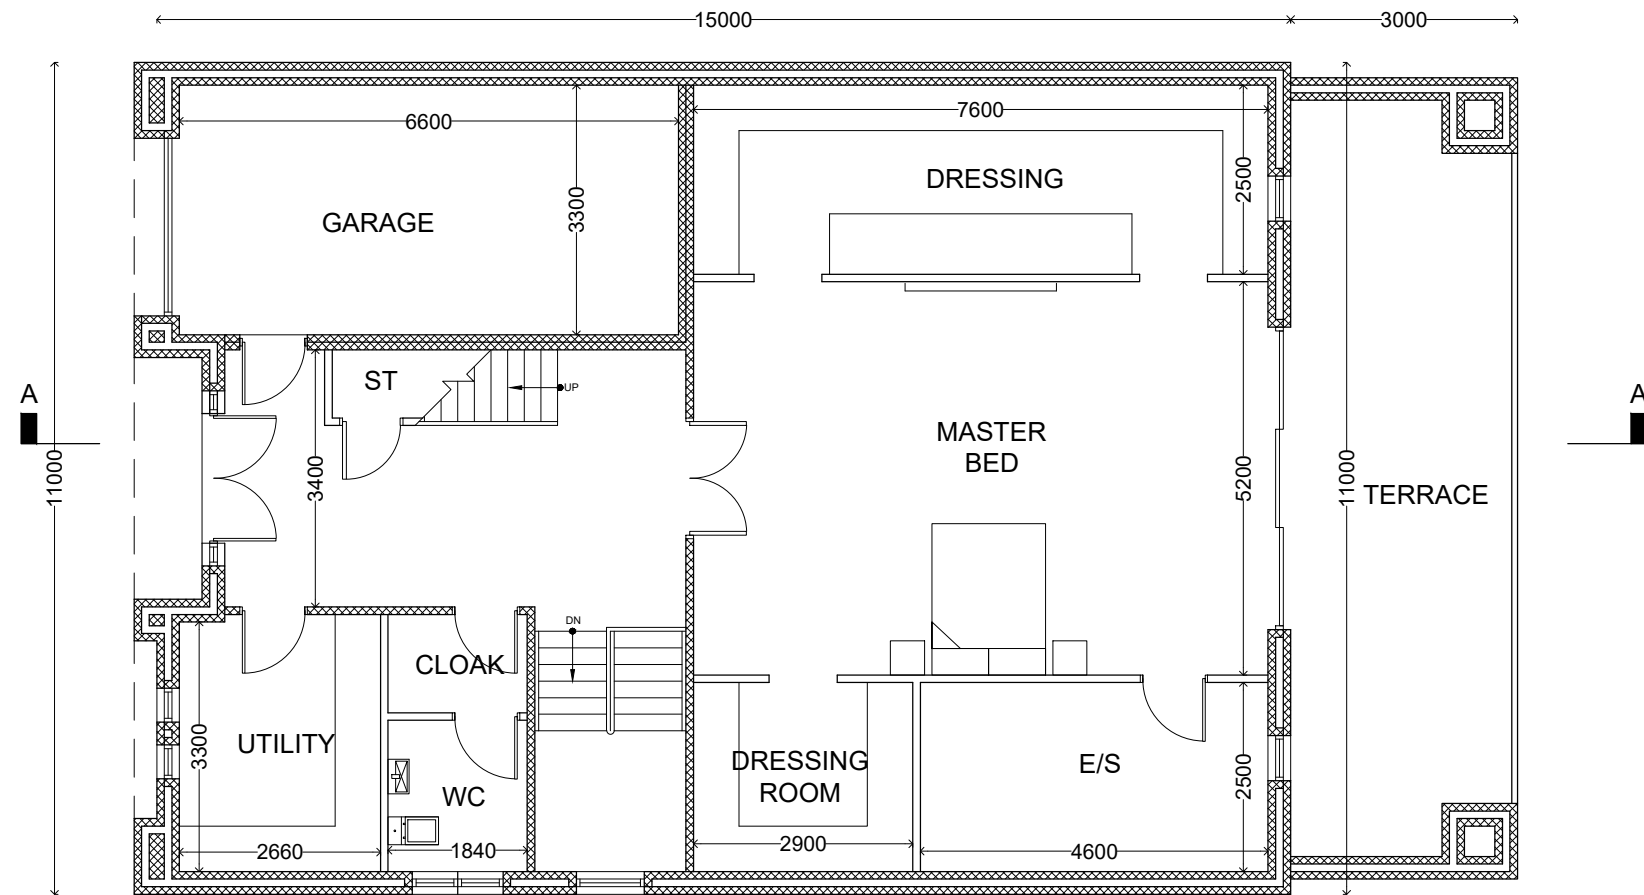 15000
3000
6600
7600
DRESSING
2500
3300
GARAGE
ST
UP
A
A
MASTER
BED
11000
3400
5200
11000
TERRACE
DN
CLOAK
UTILITY
3300
DRESSING
ROOM
E/S
2500
WC
2660
1840
2900
4600